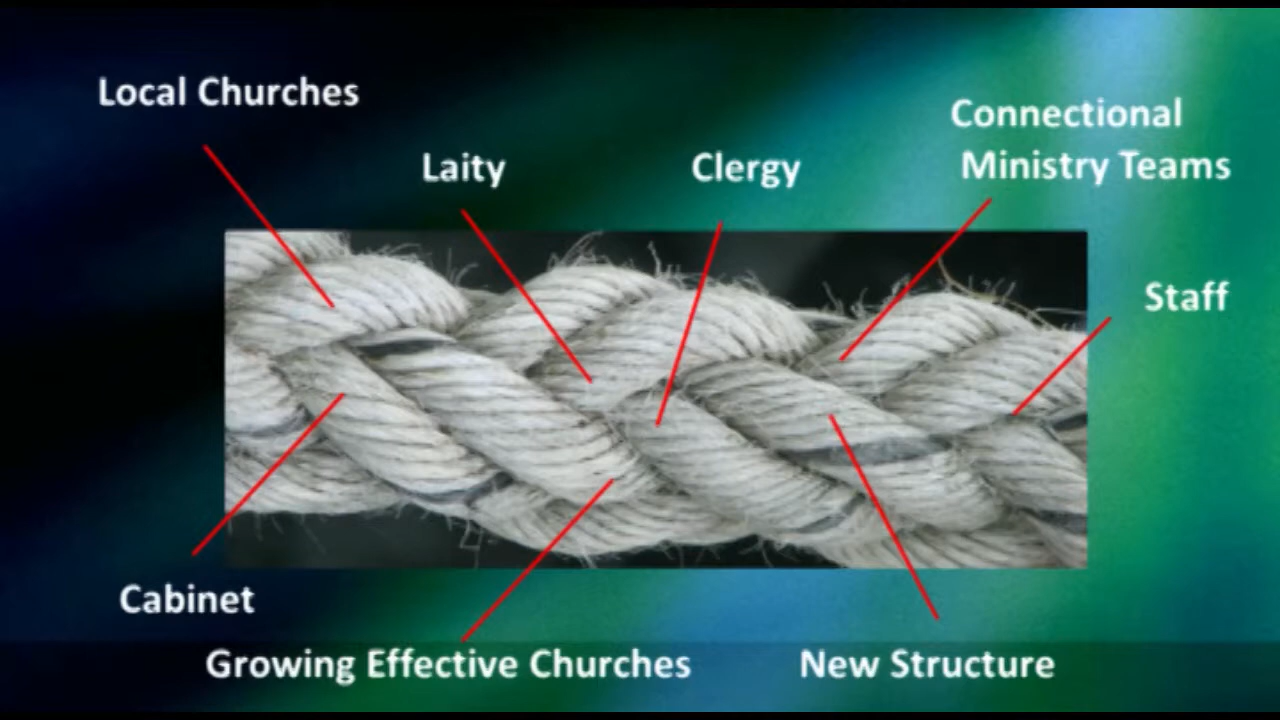 Local Churches
Laity
Clergy
Connectional
Ministry Teams
Staff
Cabinet
Growing Effective Churches
New Structure